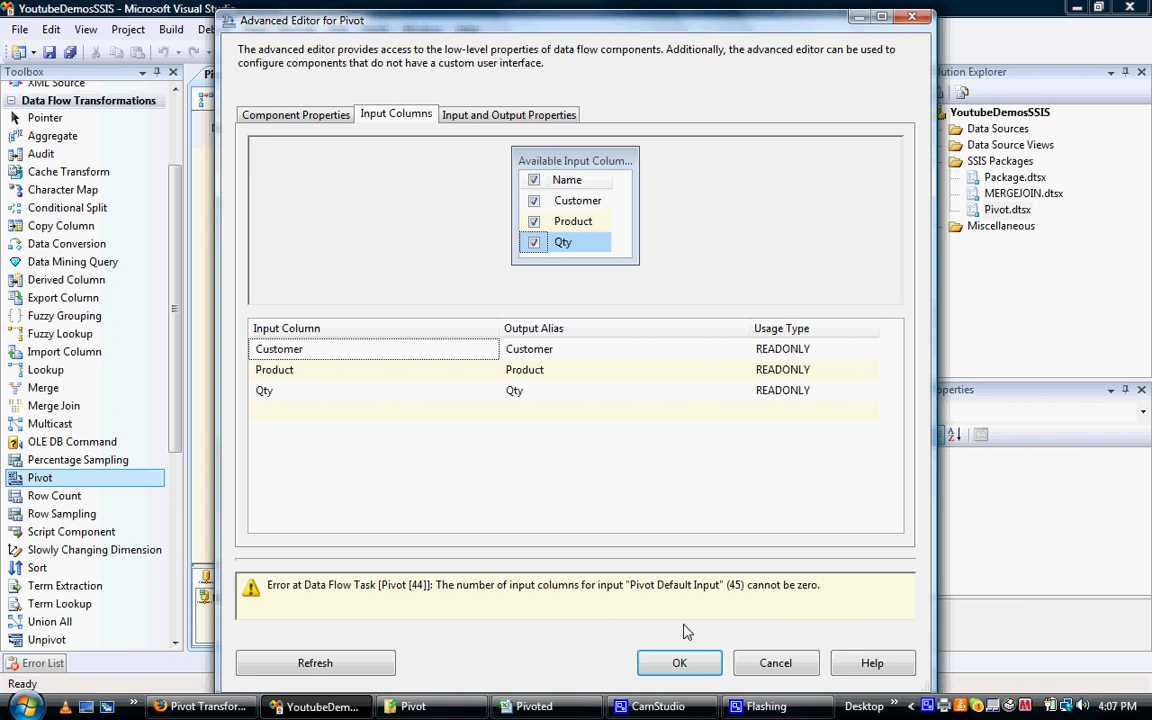 YoutubeDemosSSIS - Microsoft Visual Studio
File Edit View Project Build
Toolbox
XML Source
Data Flow Transformations
Pointer
Aggregate
Audit
Cache Transform
Character Map
Conditional Split
Copy Column
Data Conversion
Data Mining Query
Derived Column
Export Column
Fuzzy Grouping
Fuzzy Lookup
Import Column
Lookup
Merge
Merge Join
Multicast
OLE DB Command
Percentage Sampling
Pivot
Row Count
Row Sampling
Script Component
Slowly Changing Dimension
Sort
Term Extraction
Term Lookup
Union All
Unpivot
Error List
Ready
Advanced Editor for Pivot
The advanced editor provides access to the low-level properties of data flow components. Additionally, the advanced editor can be used to
configure components that do not have a custom user interface.
Component Properties Input Columns Input and Output Properties
Available Input Colum...
Name
Customer
Product
Qty
Input Column Output Alias Usage Type
Customer Customer READONLY
Product Product READONLY
Qty Qty READONLY
Error at Data Flow Task [Pivot [44]]: The number of input columns for input "Pivot Default Input" (45) cannot be zero.
Refresh OK Cancel Help
YoutubeDemosSSIS
Data Sources
Data Source Views
SSIS Packages
Package.dtsx
MERGEJOIN.dtsx
Pivot.dtsx
Miscellaneous
Pivot Transfor... YoutubeDem... Pivot Pivoted CamStudio Flashing Desktop 4:07 PM